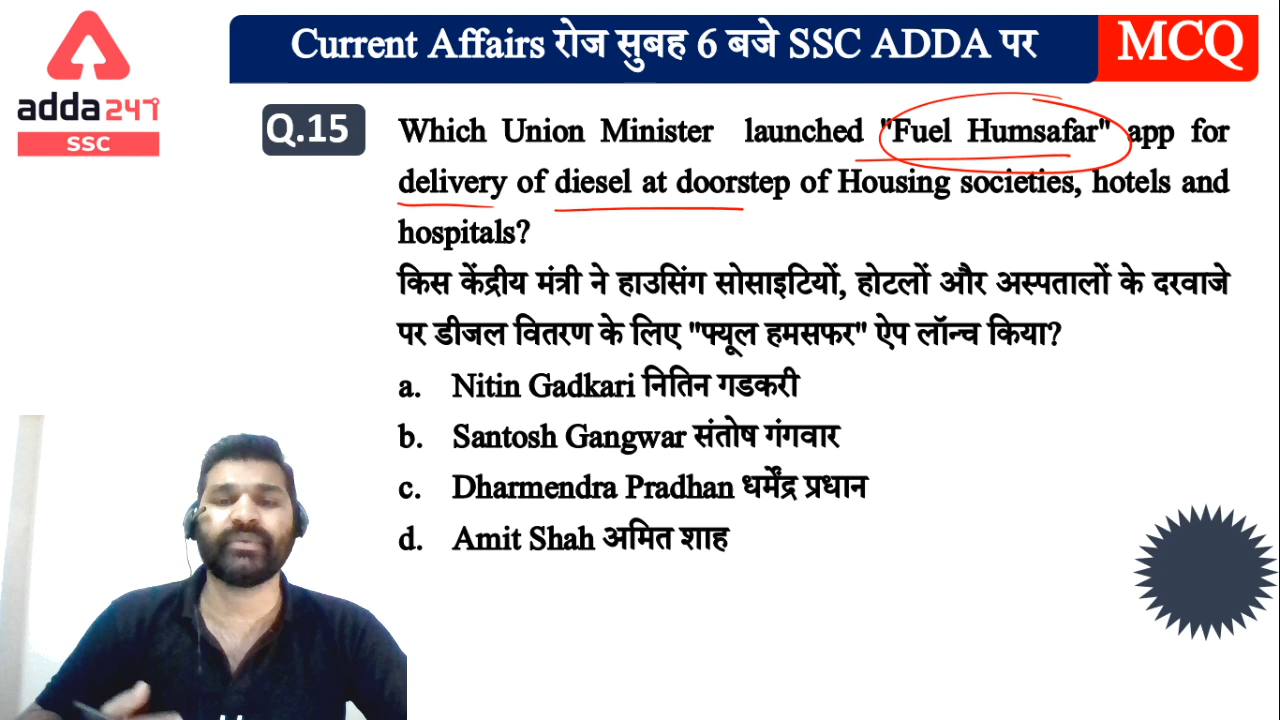 Current Affairs रोज सुबह 6 बजे SSC ADDA पर
MCQ
adda 247
SSC
Q.15
Which Union Minister launched "Fuel Humsafar" app for
delivery of diesel at doorstep of Housing societies, hotels and
hospitals?
किस केंद्रीय मंत्री ने हाउसिंग सोसाइटियों, होटलों और अस्पतालों के दरवाजे
पर डीजल वितरण के लिए "फ्यूल हमसफर" ऐप लॉन्च किया?
a. Nitin Gadkari नितिन गडकरी
b. Santosh Gangwar संतोष गंगवार
c. Dharmendra Pradhan धर्मेंद्र प्रधान
d. Amit Shah अमित शाह